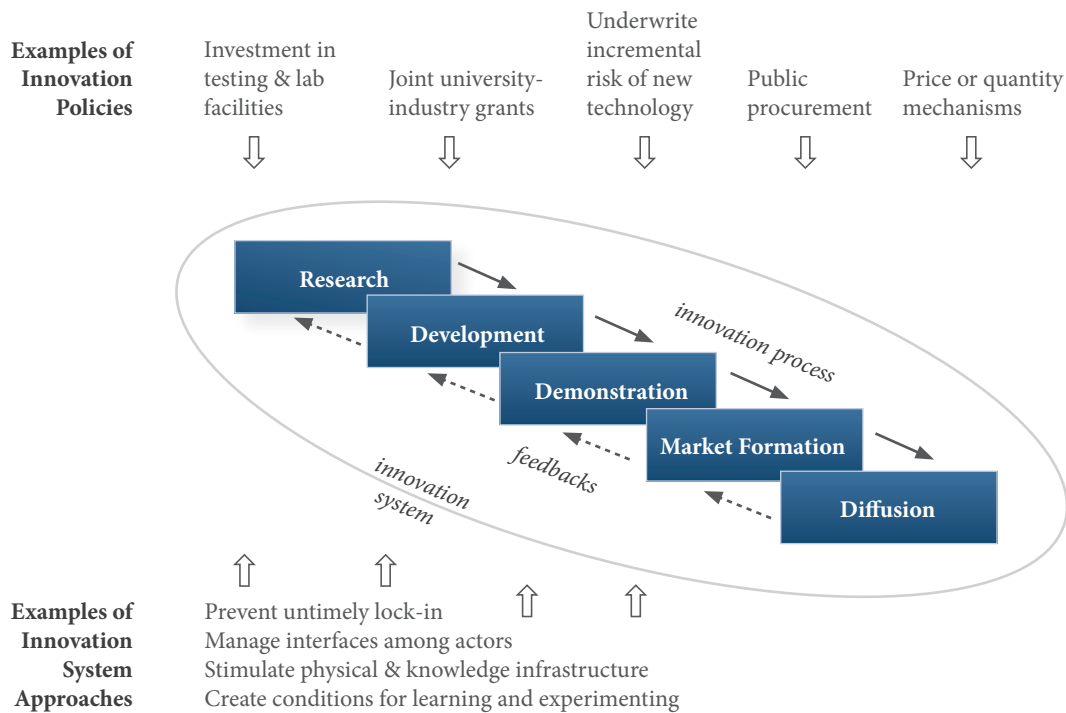 Examples of
Innovation
Policies
Investment in
testing & lab
facilities
Joint university-
industry grants
Underwrite
incremental
risk of new
technology
Public
procurement
Price or quantity
mechanisms
Research
Development
Demonstration
Market Formation
Diffusion
innovation process
feedbacks
innovation
system
Examples of
Innovation
System
Approaches
Prevent untimely lock-in
Manage interfaces among actors
Stimulate physical & knowledge infrastructure
Create conditions for learning and experimenting